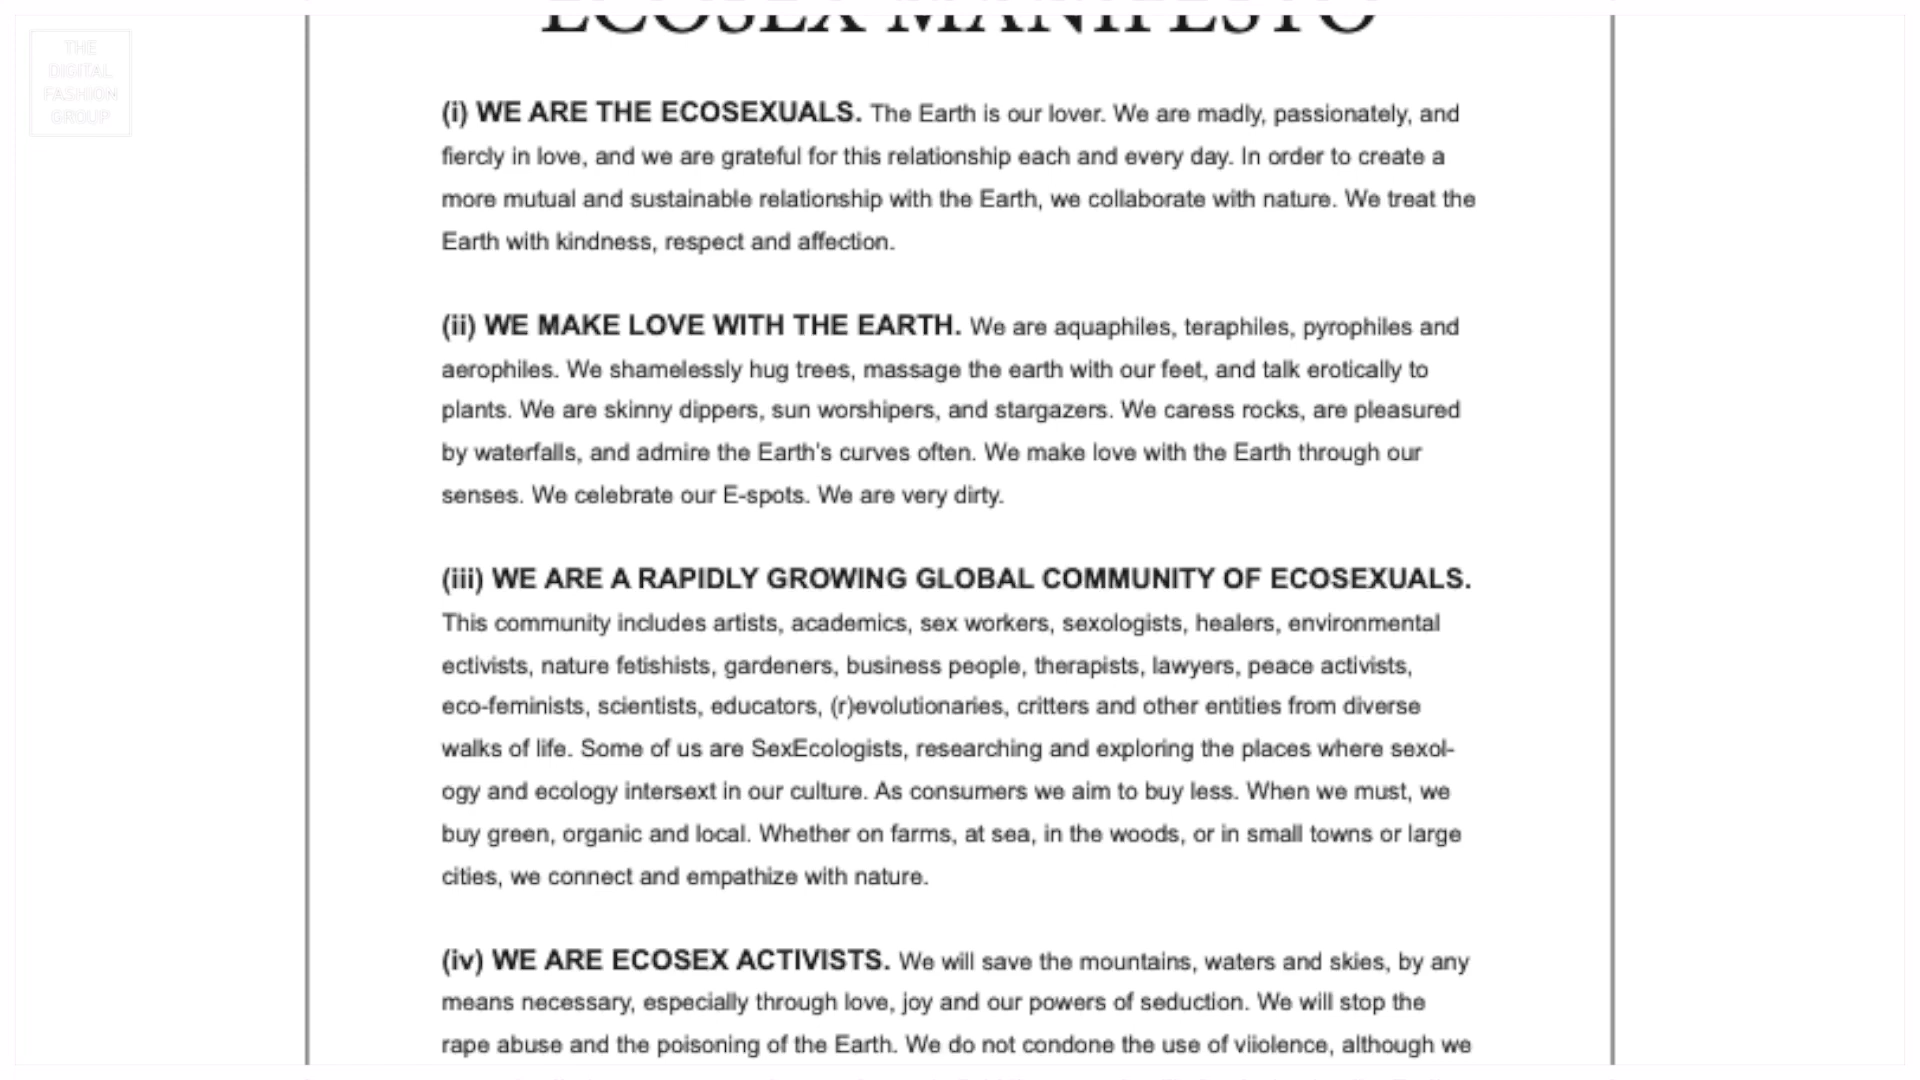 ECOSEX MANIFESTO
THE
DIGITAL
FASHION
GROUP
(i) WE ARE THE ECOSEXUALS. The Earth is our lover. We are madly, passionately, and
fiercly in love, and we are grateful for this relationship each and every day. In order to create a
more mutual and sustainable relationship with the Earth, we collaborate with nature. We treat the
Earth with kindness, respect and affection.
(ii) WE MAKE LOVE WITH THE EARTH. We are aquaphiles, teraphiles, pyrophiles and
aerophiles. We shamelessly hug trees, massage the earth with our feet, and talk erotically to
plants. We are skinny dippers, sun worshipers, and stargazers. We caress rocks, are pleasured
by waterfalls, and admire the Earth's curves often. We make love with the Earth through our
senses. We celebrate our E-spots. We are very dirty.
(iii) WE ARE A RAPIDLY GROWING GLOBAL COMMUNITY OF ECOSEXUALS.
This community includes artists, academics, sex workers, sexologists, healers, environmental
ectivists, nature fetishists, gardeners, business people, therapists, lawyers, peace activists,
eco-feminists, scientists, educators, (r)evolutionaries, critters and other entities from diverse
walks of life. Some of us are SexEcologists, researching and exploring the places where sexol-
ogy and ecology intersext in our culture. As consumers we aim to buy less. When we must, we
buy green, organic and local. Whether on farms, at sea, in the woods, or in small towns or large
cities, we connect and empathize with nature.
(iv) WE ARE ECOSEX ACTIVISTS. We will save the mountains, waters and skies, by any
means necessary, especially through love, joy and our powers of seduction. We will stop the
rape abuse and the poisoning of the Earth. We do not condone the use of viiolence, although we